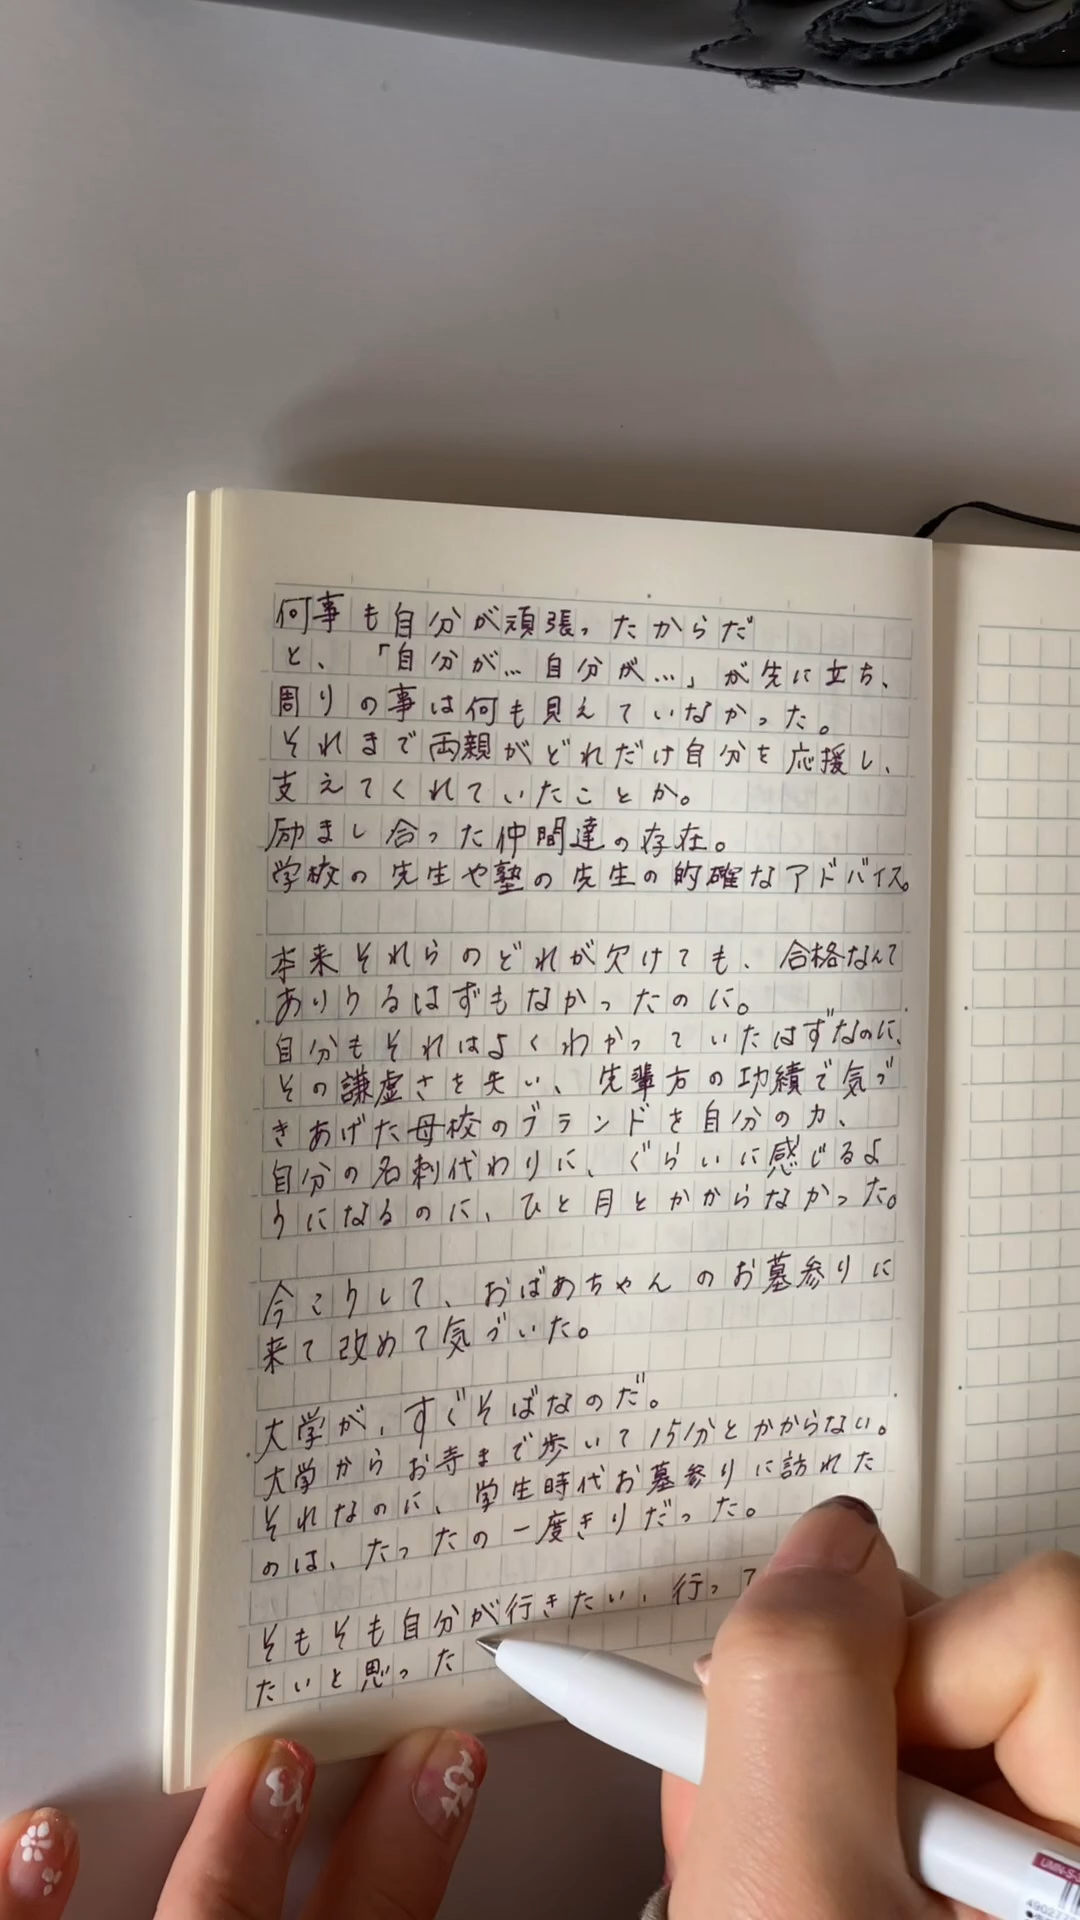 何事も自分が頑張ったからだ
と、「自分が…自分が…」が先に立ち、
周りの事は何も見えていなかった。
それまで両親がどれだけ自分を応援し、
支えてくれていたことか。
励まし合った仲間達の存在。
学校の先生や塾の先生の的確なアドバイス。
本来それらのどれが欠けても、合格なんて
ありうるはずもなかったのに。
自分もそれはよくわかっていたはずなのに、
その謙虚さを失い、先輩方の功績で気づ
きあげた母校のブランドを自分の力、
自分の名刺代わりに、ぐらいに感じるよ
うになるのに、ひと月とかからなかった。
今こうして、おばあちゃんのお墓参りに
来て改めて気づいた。
大学が、すぐそばなのだ。
大学からお寺まで歩いて15分とかからない。
それなのに、学生時代お墓参りに訪れた
のは、たったの一度きりだった。
そもそも自分が行きたい、行って
たいと思った
UMN-S-
490277